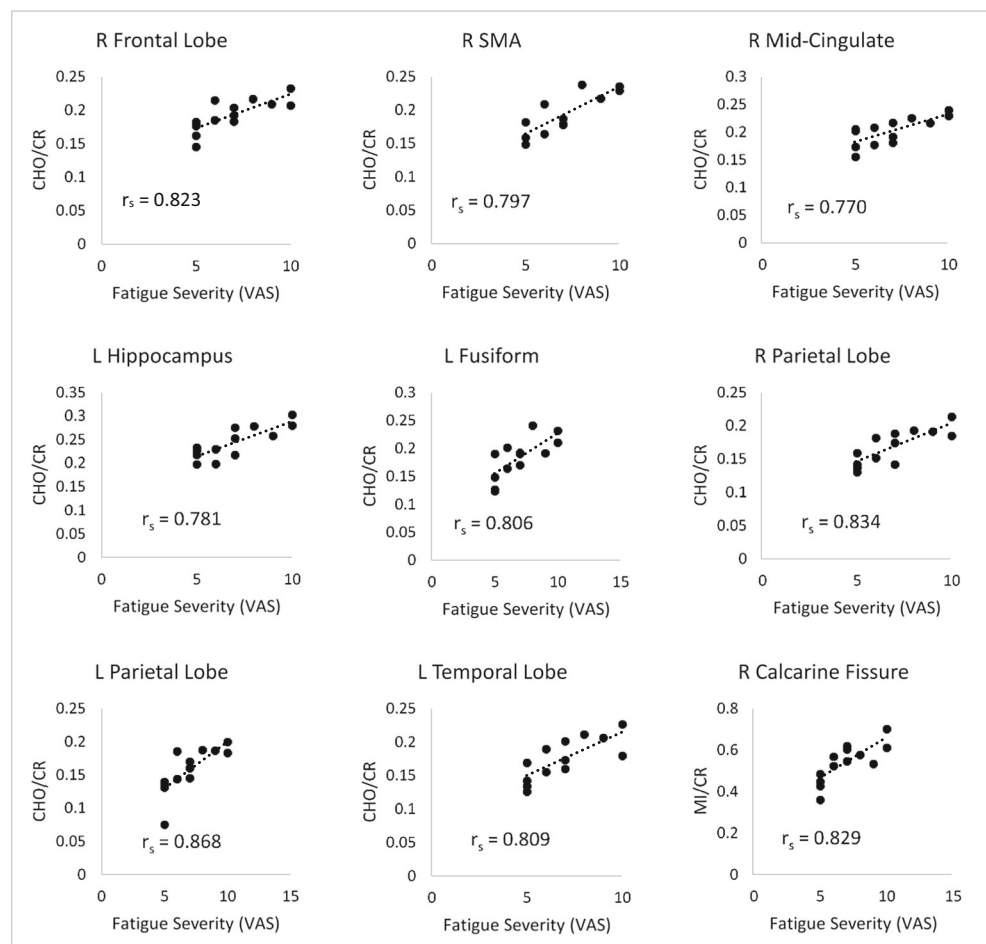 R Frontal Lobe
0.25
0.2
0.15
0.1
0.05
0
CHO/CR
rs = 0.823
0
5
10
Fatigue Severity (VAS)
R SMA
0.25
0.2
0.15
0.1
0.05
0
CHO/CR
rs = 0.797
0
5
10
Fatigue Severity (VAS)
R Mid-Cingulate
0.3
0.25
0.2
0.15
0.1
0.05
0
CHO/CR
rs = 0.770
0
5
10
Fatigue Severity (VAS)
L Hippocampus
0.35
0.3
0.25
0.2
0.15
0.1
0.05
0
CHO/CR
rs = 0.781
0
5
10
Fatigue Severity (VAS)
L Fusiform
0.3
0.25
0.2
0.15
0.1
0.05
0
CHO/CR
rs = 0.806
0
5
10
15
Fatigue Severity (VAS)
R Parietal Lobe
0.25
0.2
0.15
0.1
0.05
0
CHO/CR
rs = 0.834
0
5
10
Fatigue Severity (VAS)
L Parietal Lobe
0.25
0.2
0.15
0.1
0.05
0
CHO/CR
rs = 0.868
0
5
10
15
Fatigue Severity (VAS)
L Temporal Lobe
0.25
0.2
0.15
0.1
0.05
0
CHO/CR
rs = 0.809
0
5
10
Fatigue Severity (VAS)
R Calcarine Fissure
0.8
0.6
0.4
0.2
0
MI/CR
rs = 0.829
0
5
10
15
Fatigue Severity (VAS)